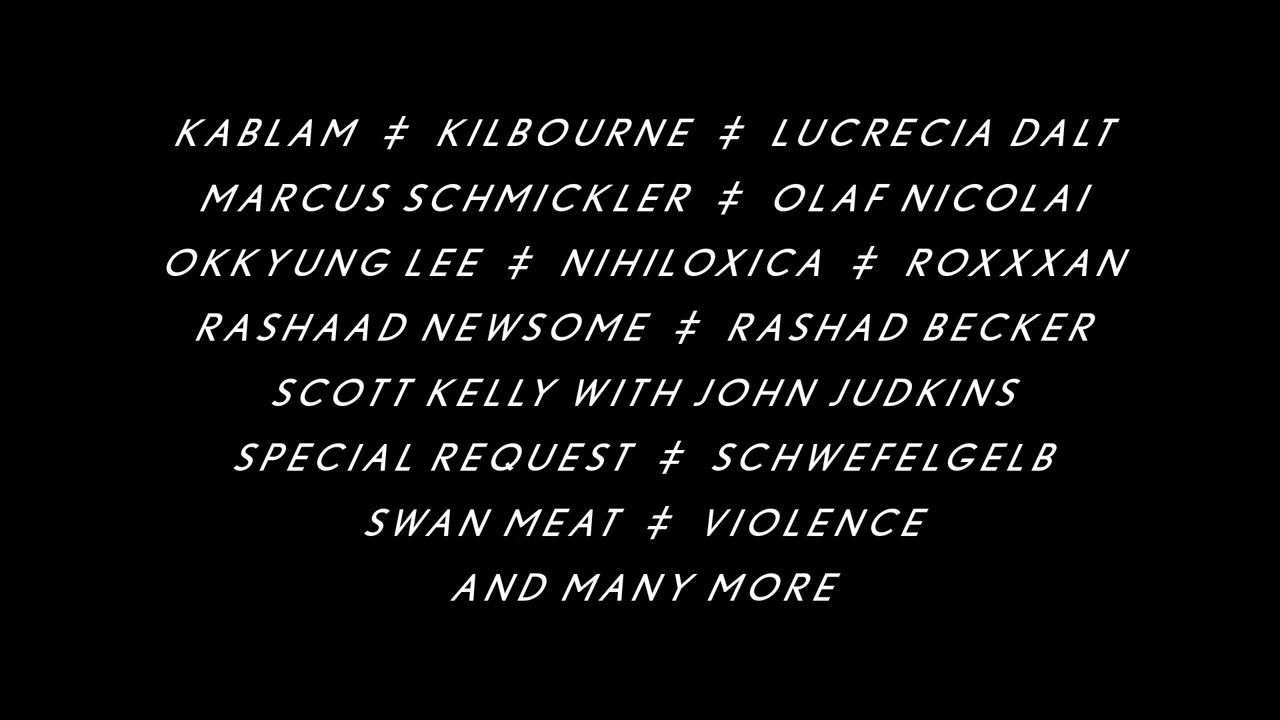 KABLAM ≠ KILBOURNE ≠ LUCRECIA DALT
MARCUS SCHMICKLER ≠ OLAF NICOLAI
OKKYUNG LEE ≠ NIHILOXICA ≠ ROXXXAN
RASHAAD NEWSOME ≠ RASHAD BECKER
SCOTT KELLY WITH JOHN JUDKINS
SPECIAL REQUEST ≠ SCHWEFELGELB
SWAN MEAT ≠ VIOLENCE
AND MANY MORE